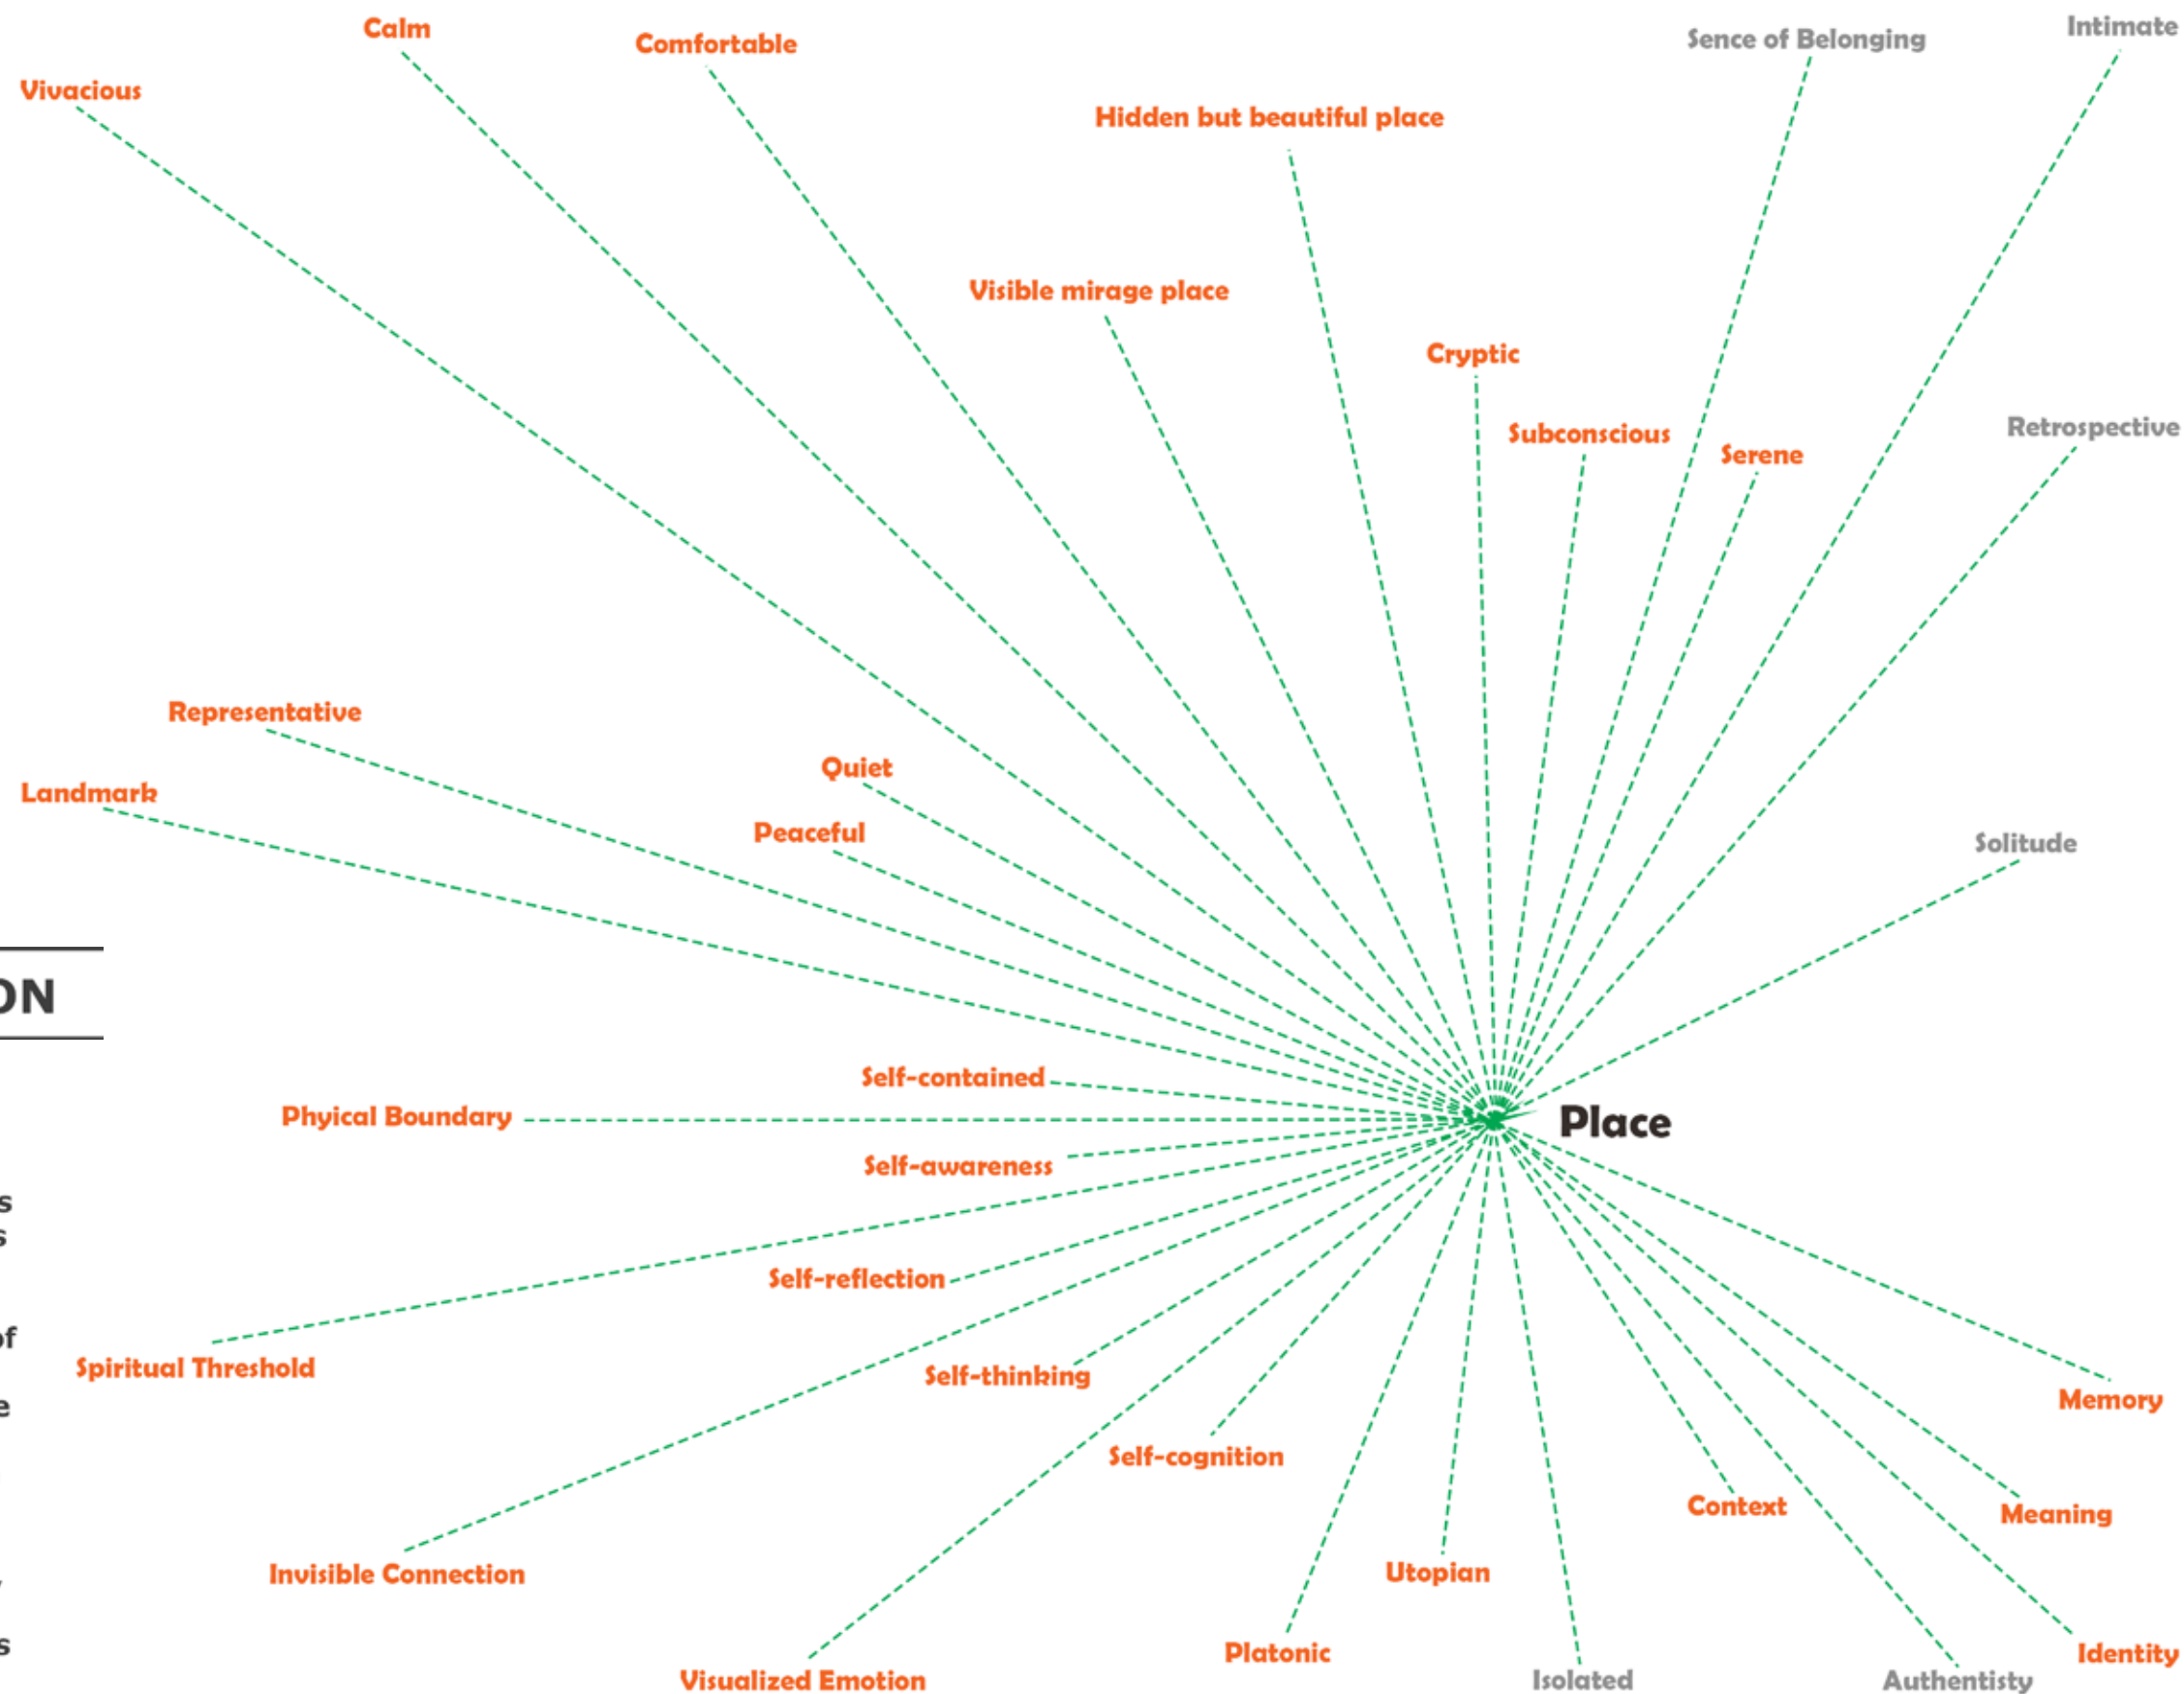 Calm
Comfortable
Sence of Belonging
Intimate
Vivacious
Hidden but beautiful place
Visible mirage place
Cryptic
Subconscious
Serene
Retrospective
Representative
Quiet
Landmark
Peaceful
Solitude
ON
Self-contained
Phyical Boundary
Place
Self-awareness
s
s
Self-reflection
of
Spiritual Threshold
Self-thinking
e
Memory
Self-cognition
Context
Meaning
Invisible Connection
Utopian
s
Platonic
Identity
Visualized Emotion
Isolated
Authentisty